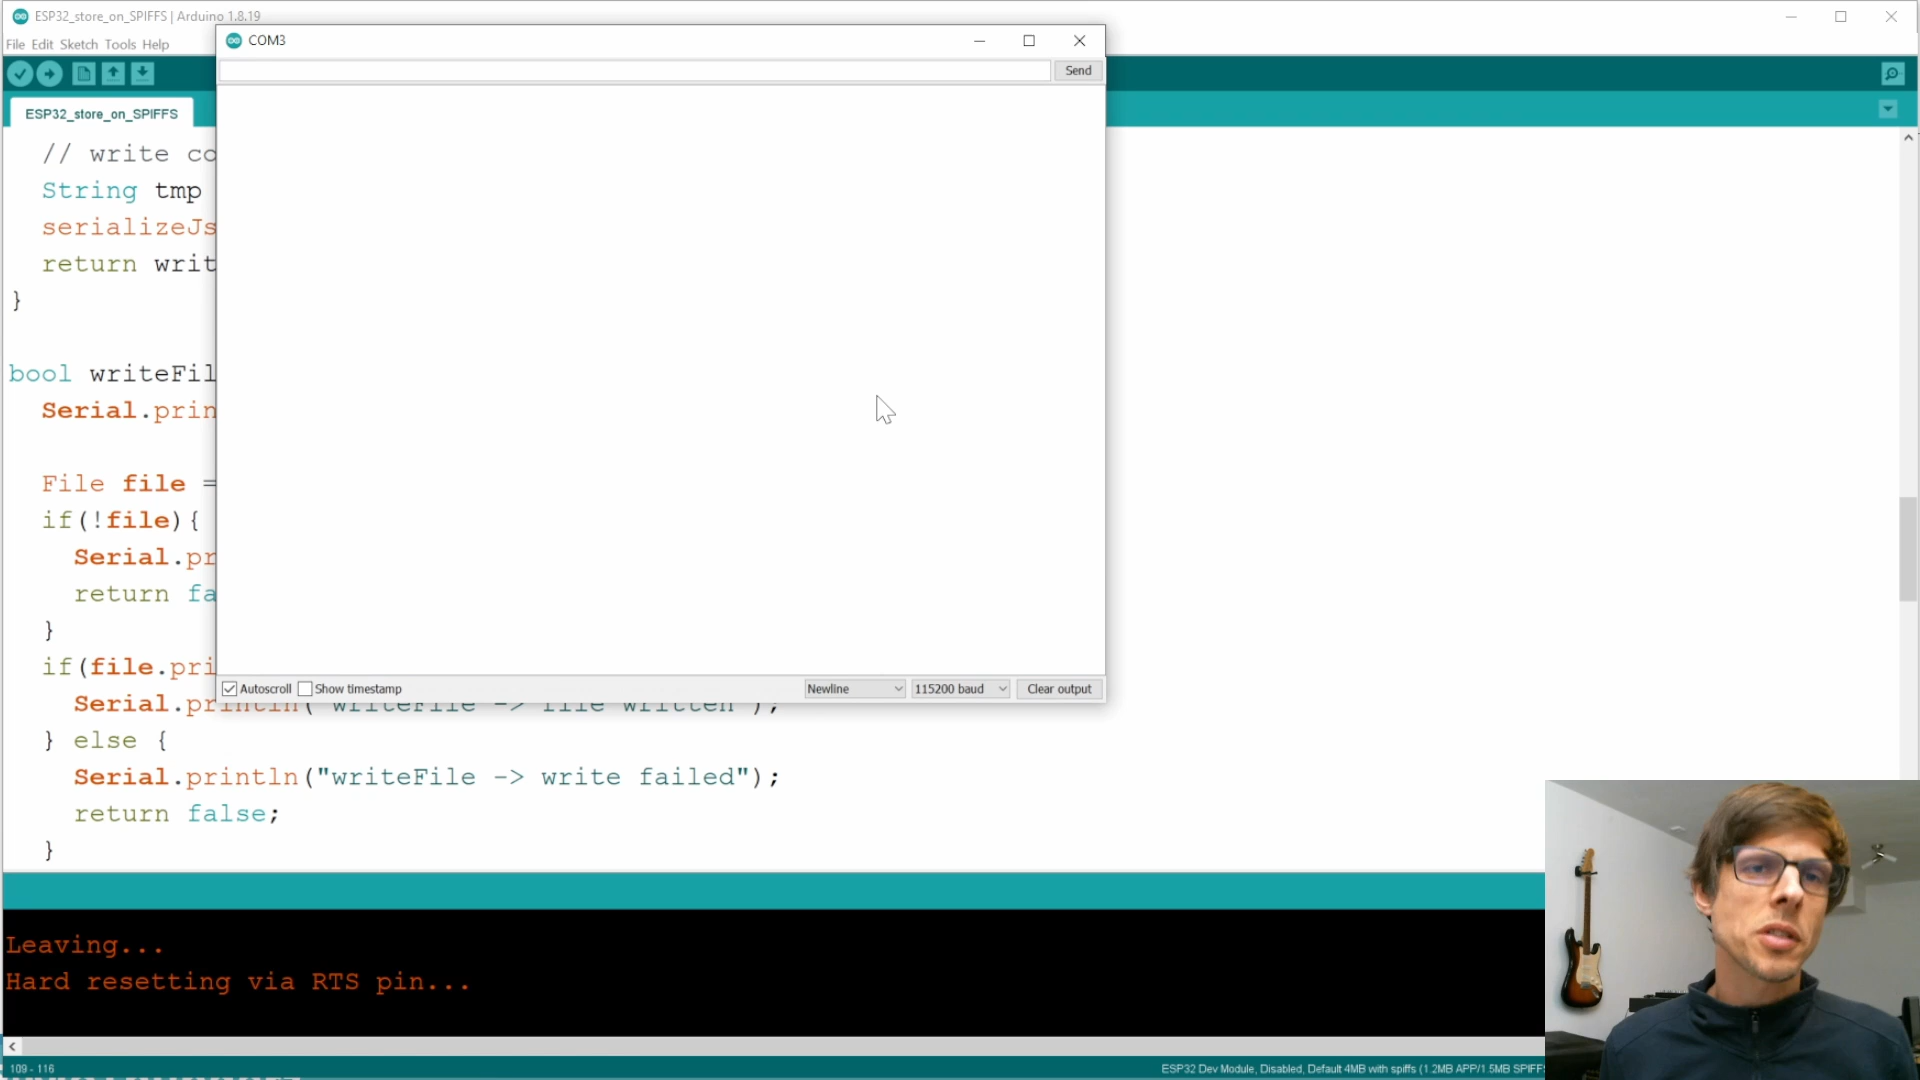 ESP32_store_on_SPIFFS | Arduino 1.8.19
File Edit Sketch Tools Help
COM3
Send
ESP32_store_on_SPIFFS
// write co
String tmp
serializeJs
return writ
}
bool writeFil
Serial.prin
File file =
if(!file){
Serial.pr
return fa
}
if(file.pri
Autoscroll Show timestamp Newline 115200 baud Clear output
Serial.println("writeFile -> file written");
} else {
Serial.println("writeFile -> write failed");
return false;
}
Leaving...
Hard resetting via RTS pin...
109 - 116
ESP32 Dev Module, Disabled, Default 4MB with spiffs (1.2MB APP/1.5MB SPIFF